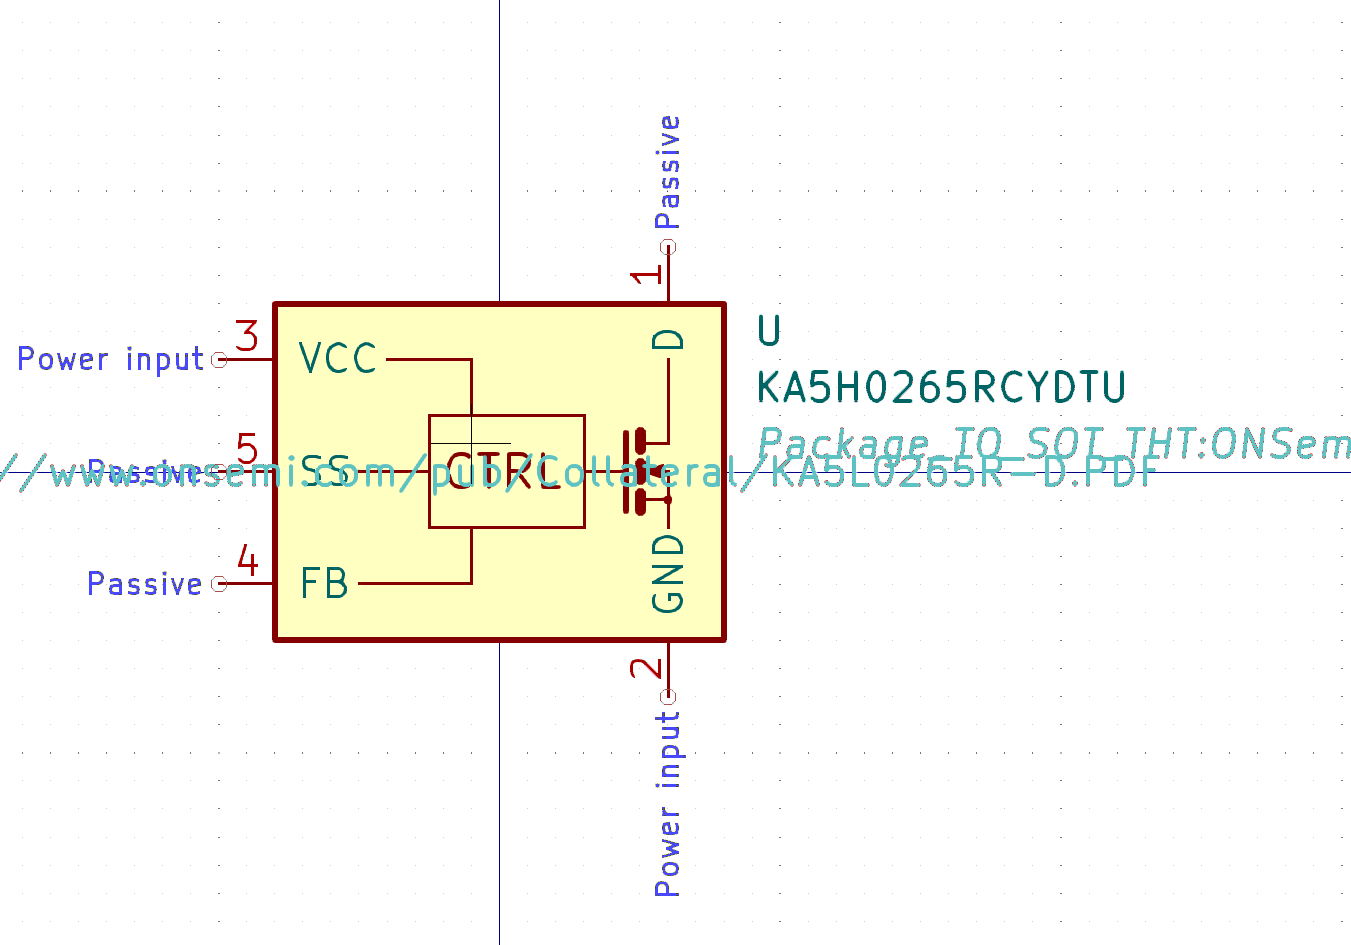 Passive
1
D
U
3
Power input
VCC
KA5H0265RCYDTU
Package_TO_SOT_THT:ONSem
5
Passive
SS
CTRL
//www.onsemi.com/pub/Collateral/KA5L0265R-D.PDF
4
Passive
FB
GND
2
Power input